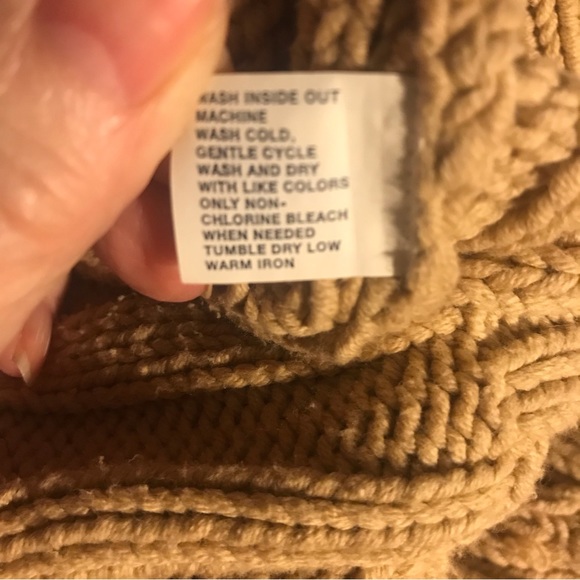 WASH INSIDE OUT
MACHINE
WASH COLD,
GENTLE CYCLE
WASH AND DRY
WITH LIKE COLORS
ONLY NON-
CHLORINE BLEACH
WHEN NEEDED
TUMBLE DRY LOW
WARM IRON